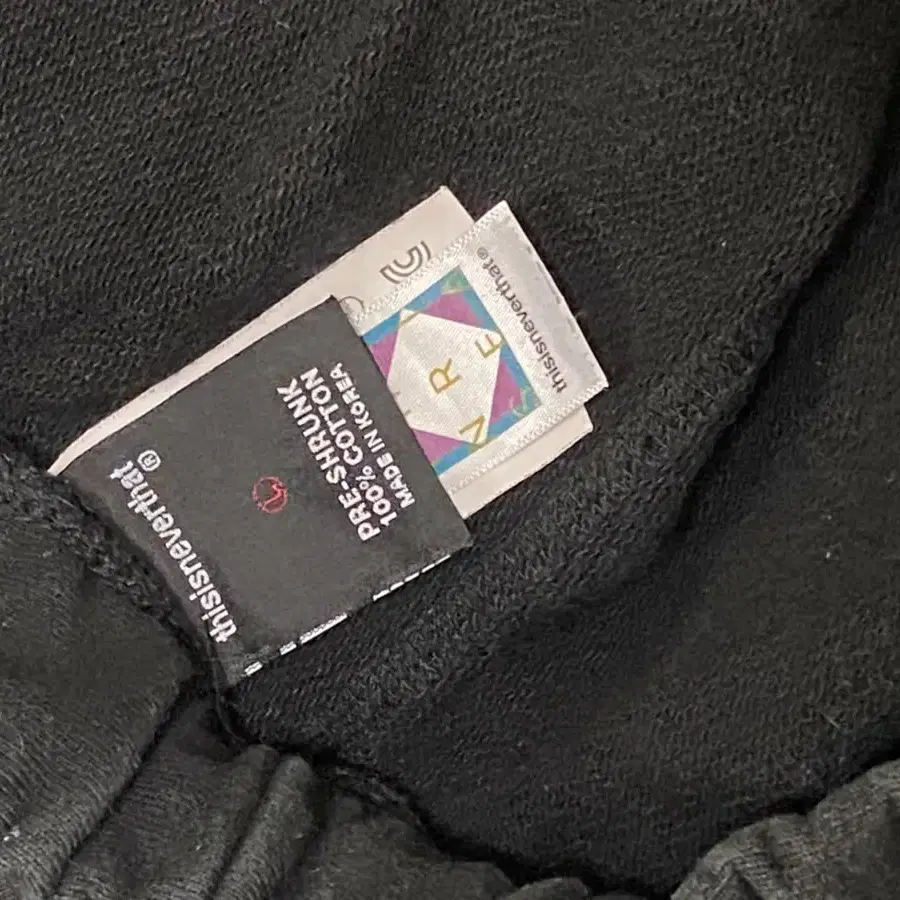 thisisneverthat®
PRE-SHRUNK
100% COTTON
MADE IN KOREA
thisisneverthat®